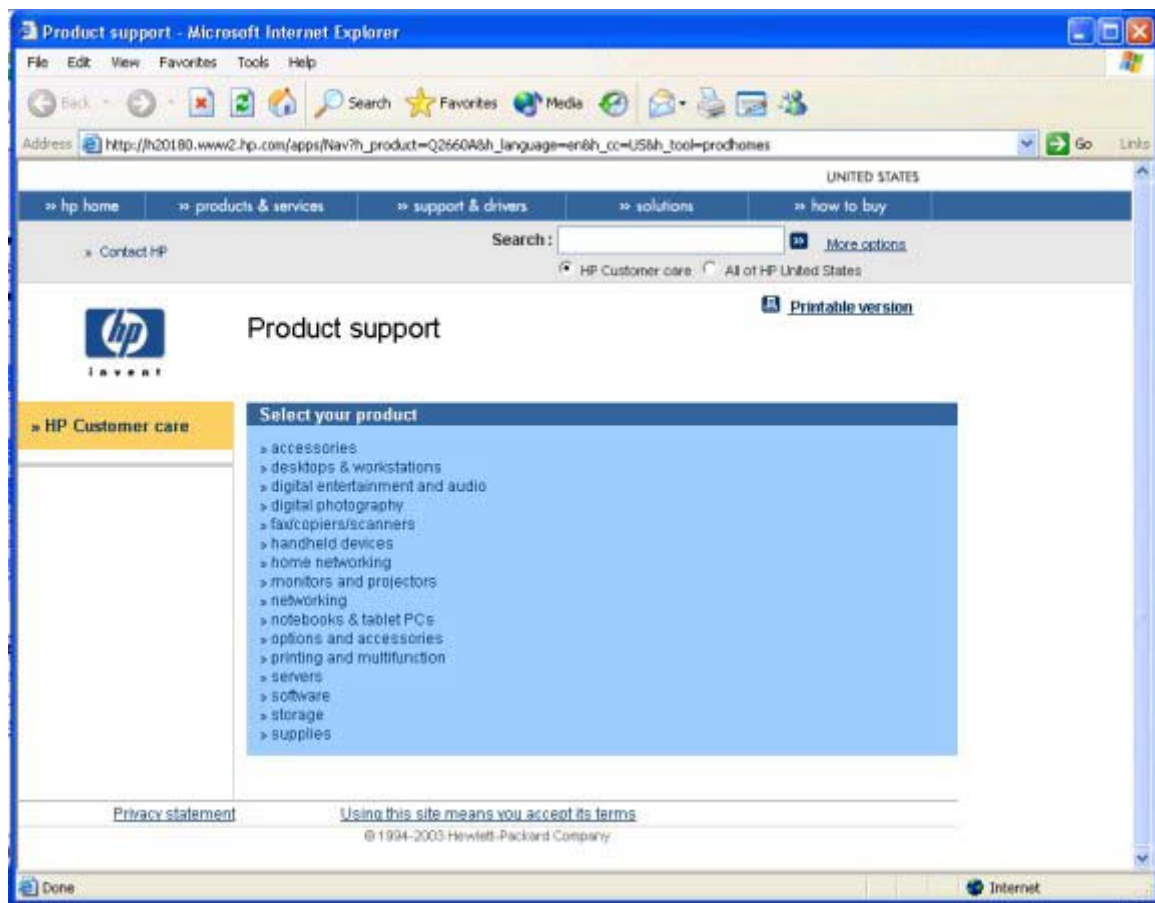 Product support - Microsoft Internet Explorer
File Edit View Favorites Tools Help
Back Search Favorites Media
Address http://h20180.www2.hp.com/apps/Nav?h_product=Q2660A&h_language=en&h_cc=US&h_tool=prodhomes Go Links
UNITED STATES
» hp home » products & services » support & drivers » solutions » how to buy
» Contact HP Search : » More options
HP Customer care All of HP United States
Printable version
hp Product support
invent
» HP Customer care
Select your product
» accessories
» desktops & workstations
» digital entertainment and audio
» digital photography
» fax/copiers/scanners
» handheld devices
» home networking
» monitors and projectors
» networking
» notebooks & tablet PCs
» options and accessories
» printing and multifunction
» servers
» software
» storage
» supplies
Privacy statement Using this site means you accept its terms
© 1994-2003 Hewlett-Packard Company
Done Internet